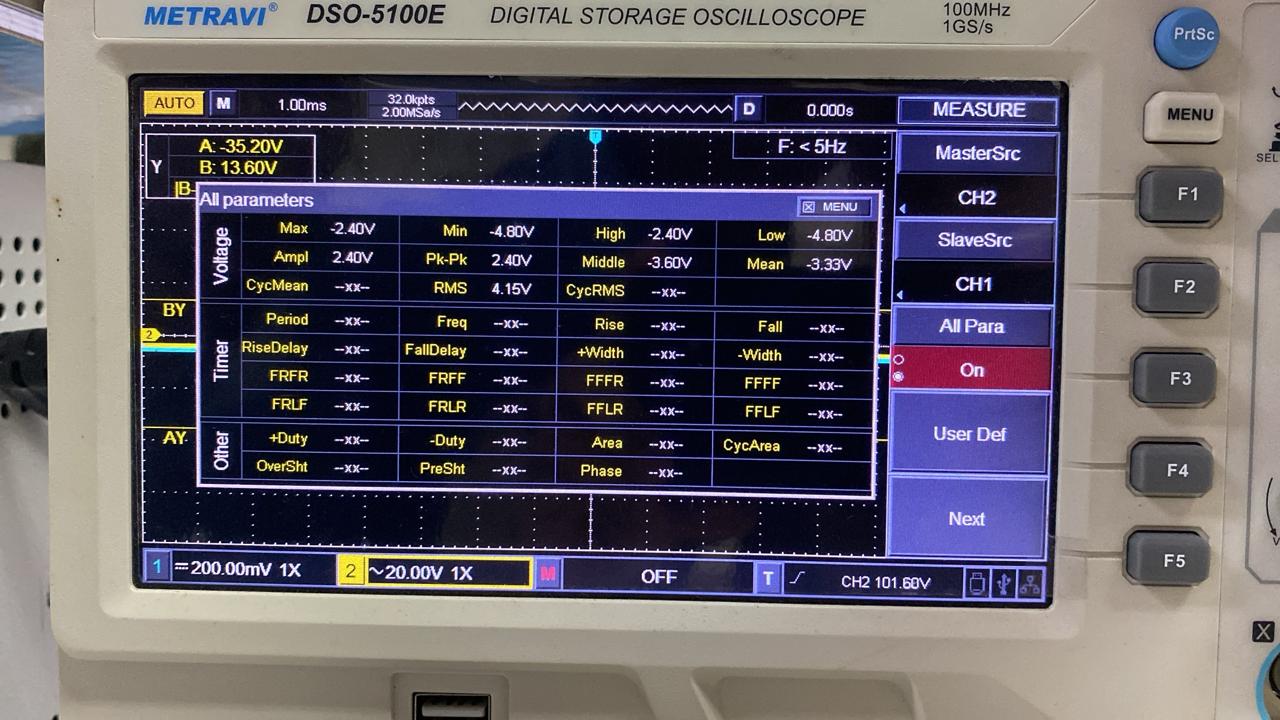 METRAVI® DSO-5100E DIGITAL STORAGE OSCILLOSCOPE 100MHz
1GS/s
PrtSc
AUTO M 1.00ms 32.0kpts D 0.000s MEASURE
2.00MSa/s
MENU
Y A: -35.20V
B: 13.60V
|B-
T
F: < 5Hz
MasterSrc
CH2
F1
SlaveSrc
CH1
F2
All Para
On
F3
User Def
F4
Next
F5
All parameters MENU
Voltage
Max -2.40V Min -4.80V High -2.40V Low -4.80V
Ampl 2.40V Pk-Pk 2.40V Middle -3.60V Mean -3.33V
CycMean --xx-- RMS 4.15V CycRMS --xx--
Timer
Period --xx-- Freq --xx-- Rise --xx-- Fall --xx--
RiseDelay --xx-- FallDelay --xx-- +Width --xx-- -Width --xx--
FRFR --xx-- FRFF --xx-- FFFR --xx-- FFFF --xx--
FRLF --xx-- FRLR --xx-- FFLR --xx-- FFLF --xx--
Other
+Duty --xx-- -Duty --xx-- Area --xx-- CycArea --xx--
OverSht --xx-- PreSht --xx-- Phase --xx--
BY
2
AY
1 200.00mV 1X 2 ~20.00V 1X M OFF T CH2 101.60V
SEL
X